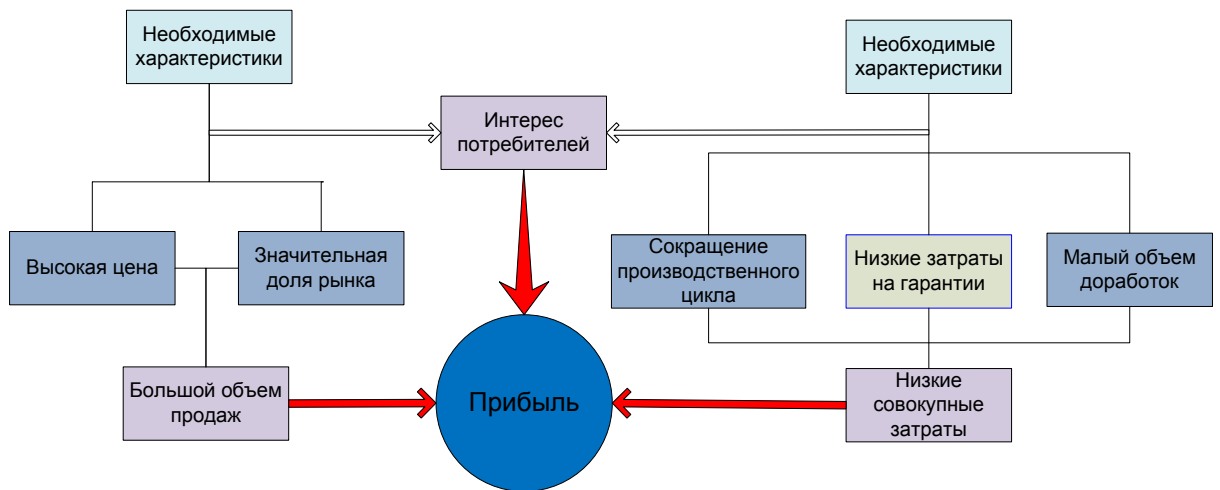 Необходимые
характеристики
Необходимые
характеристики
Интерес
потребителей
Высокая цена
Значительная
доля рынка
Сокращение
производственного
цикла
Низкие затраты
на гарантии
Малый объем
доработок
Большой объем
продаж
Прибыль
Низкие
совокупные
затраты